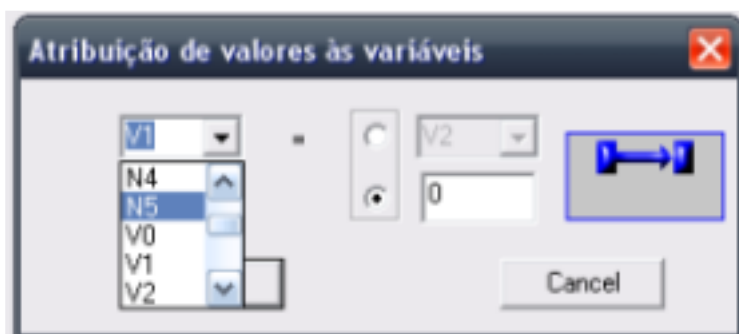 Atribuição de valores às variáveis
V1 = V2
N4
N5
0
V0
V1
V2
Cancel